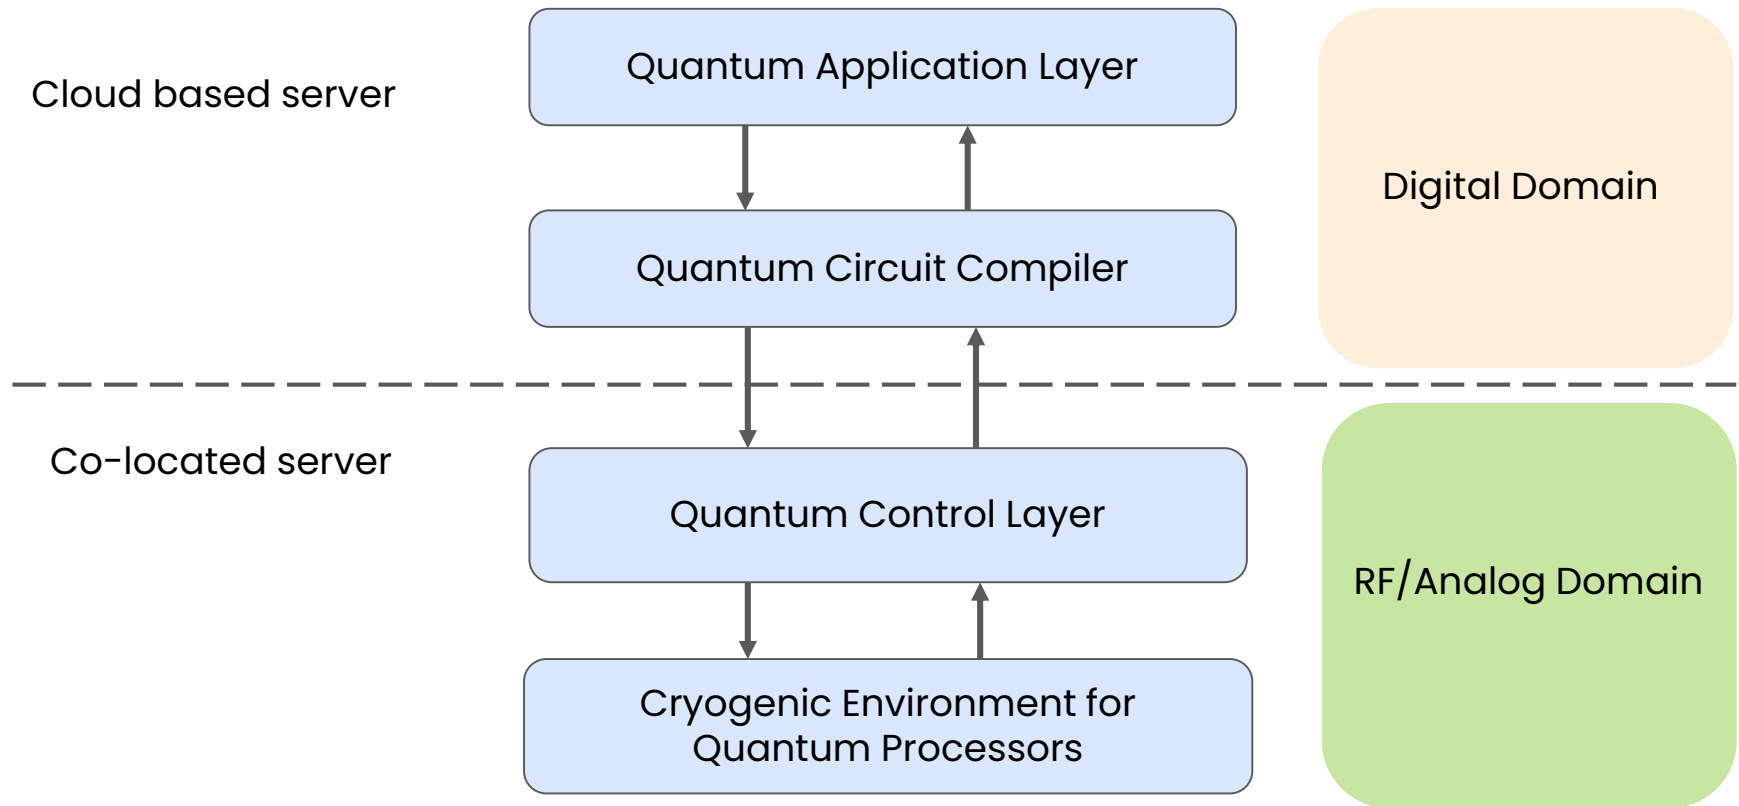 Quantum Application Layer
Cloud based server
Digital Domain
Quantum Circuit Compiler
Co-located server
Quantum Control Layer
RF/Analog Domain
Cryogenic Environment for
Quantum Processors